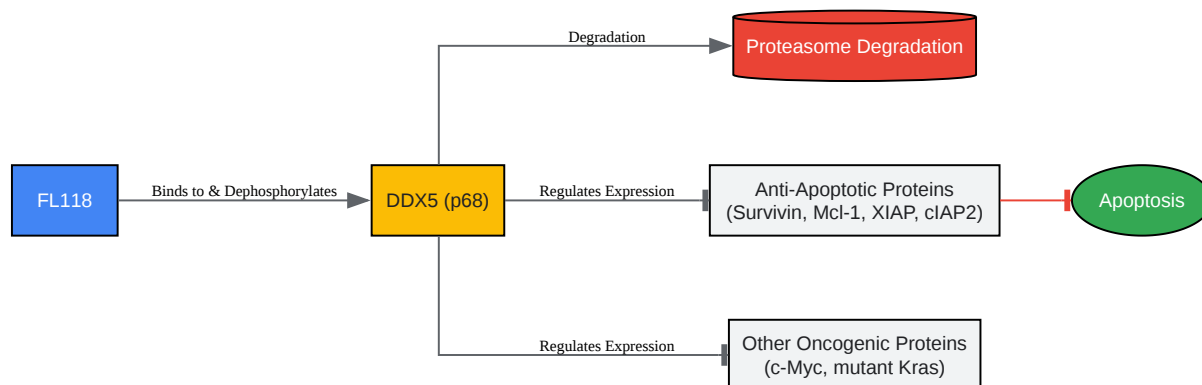 Degradation
Proteasome Degradation
FL118
Binds to & Dephosphorylates
DDX5 (p68)
Regulates Expression
Anti-Apoptotic Proteins
(Survivin, Mcl-1, XIAP, cIAP2)
Apoptosis
Regulates Expression
Other Oncogenic Proteins
(c-Myc, mutant Kras)